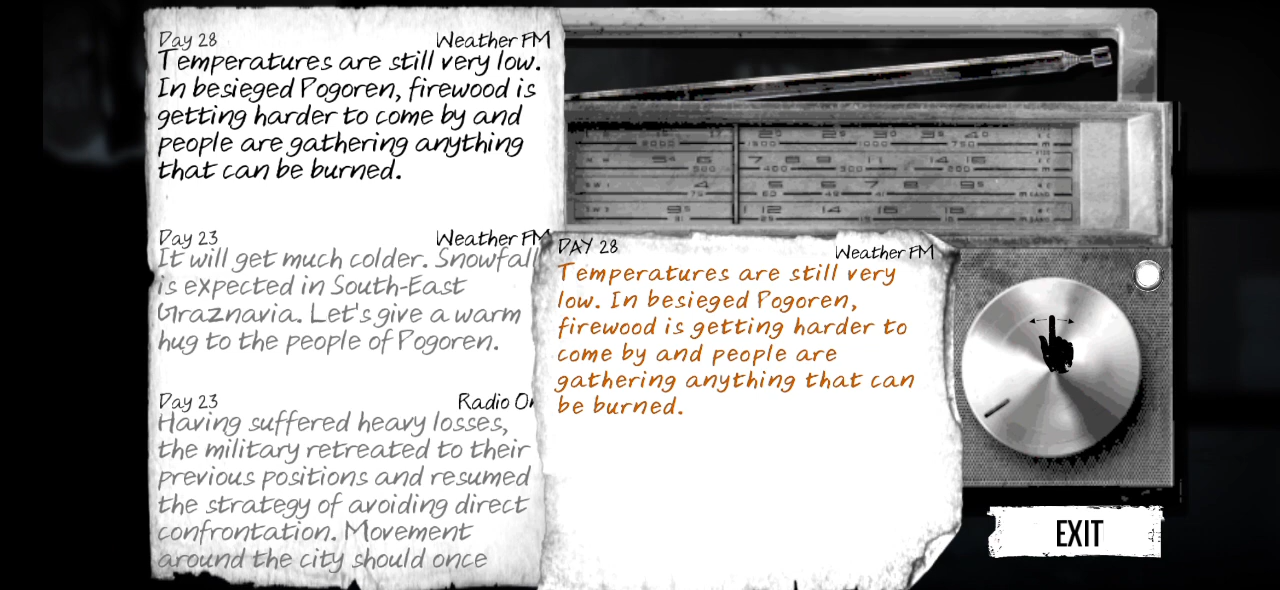 Day 28 Weather FM
Temperatures are still very low.
In besieged Pogoren, firewood is
getting harder to come by and
people are gathering anything
that can be burned.
Day 23 Weather FM
It will get much colder. Snowfall
is expected in South-East
Graznavia. Let's give a warm
hug to the people of Pogoren.
Day 23 Radio
Having suffered heavy losses,
the military retreated to their
previous positions and resumed
the strategy of avoiding direct
confrontation. Movement
around the city should once
DAY 28 Weather FM
Temperatures are still very
low. In besieged Pogoren,
firewood is getting harder to
come by and people are
gathering anything that can
be burned.
EXIT